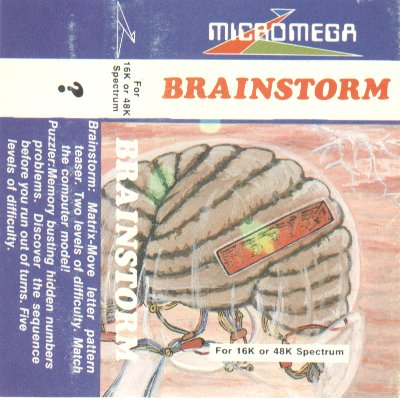 MICROMEGA
BRAINSTORM
For
16K or 48K
Spectrum
?
BRAINSTORM
Brainstorm: Matrix-Move letter pattern
teaser. Two levels of difficulty. Match
the computer model!!
Puzzler:Memory busting hidden numbers
problems. Discover the sequence
before you run out of turns. Five
levels of difficulty.
For 16K or 48K Spectrum